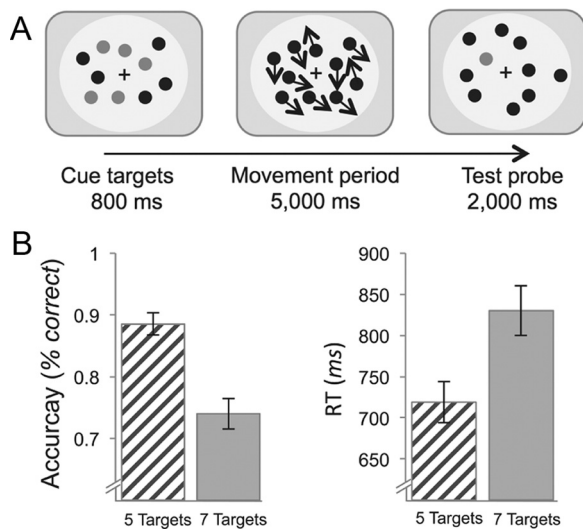 A
Cue targets
800 ms
Movement period
5,000 ms
Test probe
2,000 ms
B
Accurcay (% correct)
1
0.9
0.8
0.7
5 Targets 7 Targets
RT (ms)
900
850
800
750
700
650
5 Targets 7 Targets